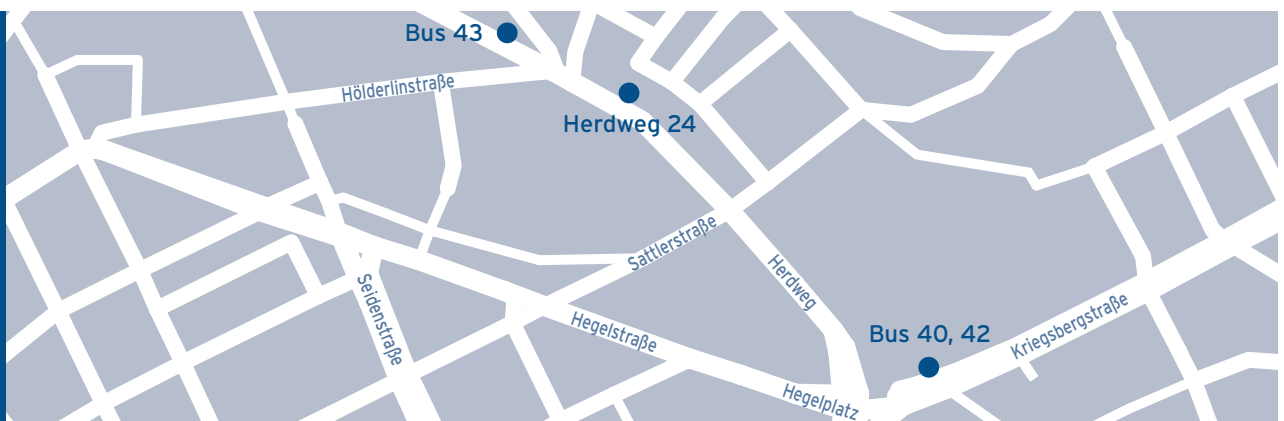 Bus 43
Hölderlinstraße
Herdweg 24
Sattlerstraße
Herdweg
Seidenstraße
Hegelstraße
Bus 40, 42
Kriegsbergstraße
Hegelplatz